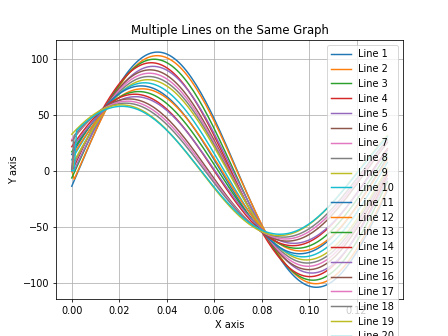 Multiple Lines on the Same Graph
Y axis
100
50
0
−50
−100
0.00
0.02
0.04
0.06
0.08
0.10
X axis
Line 1
Line 2
Line 3
Line 4
Line 5
Line 6
Line 7
Line 8
Line 9
Line 10
Line 11
Line 12
Line 13
Line 14
Line 15
Line 16
Line 17
Line 18
Line 19
Line 20